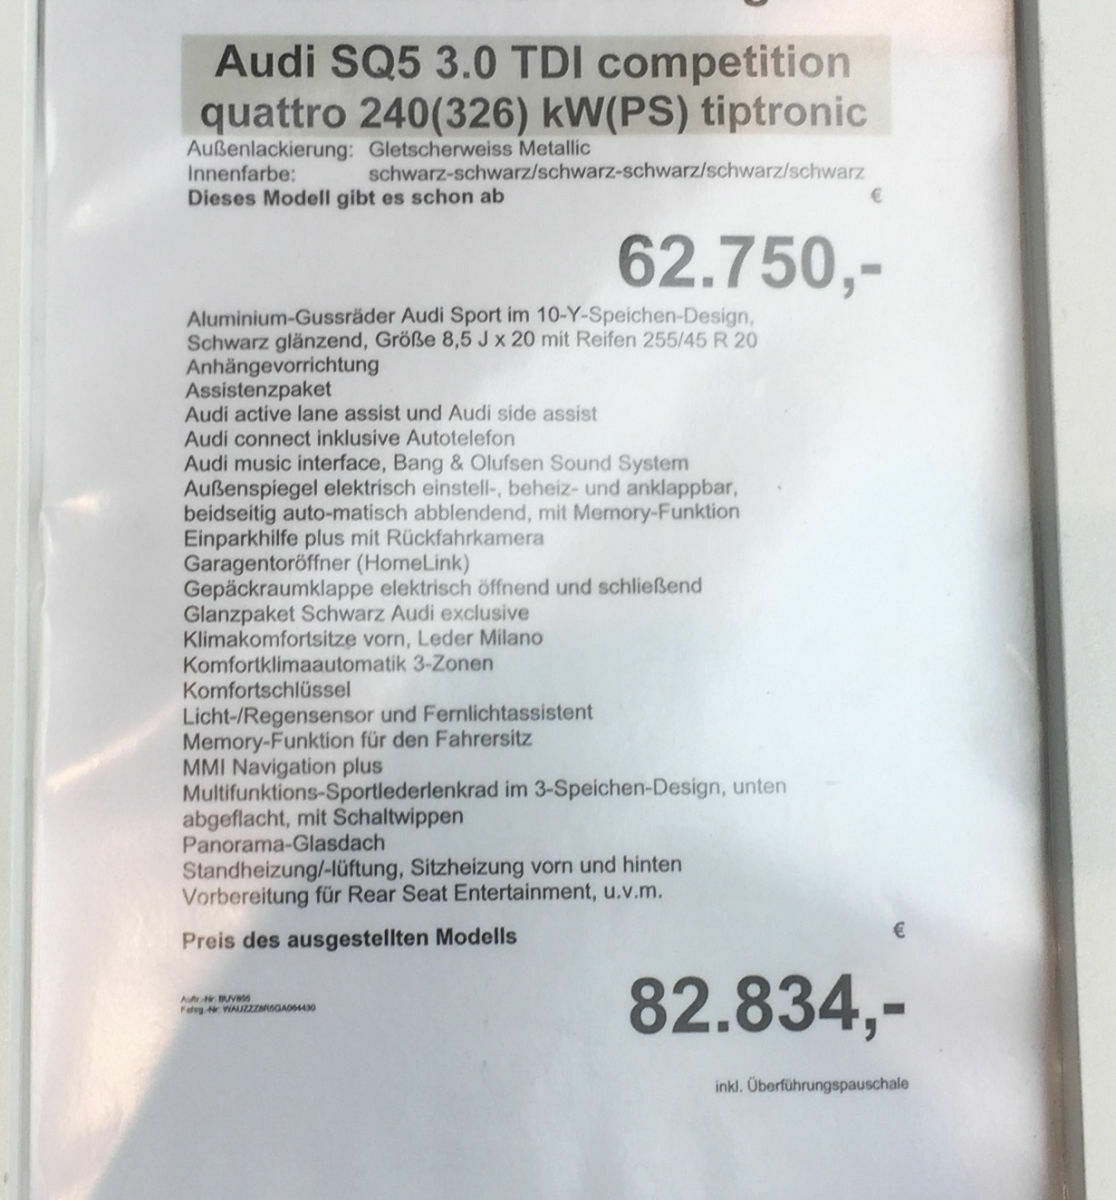 Audi SQ5 3.0 TDI competition
quattro 240(326) kW(PS) tiptronic
Außenlackierung: Gletscherweiss Metallic
Innenfarbe: schwarz-schwarz/schwarz-schwarz/schwarz/schwarz
Dieses Modell gibt es schon ab €
62.750,-
Aluminium-Gussräder Audi Sport im 10-Y-Speichen-Design,
Schwarz glänzend, Größe 8,5 J x 20 mit Reifen 255/45 R 20
Anhängevorrichtung
Assistenzpaket
Audi active lane assist und Audi side assist
Audi connect inklusive Autotelefon
Audi music interface, Bang & Olufsen Sound System
Außenspiegel elektrisch einstell-, beheiz- und anklappbar,
beidseitig auto-matisch abblendend, mit Memory-Funktion
Einparkhilfe plus mit Rückfahrkamera
Garagentoröffner (HomeLink)
Gepäckraumklappe elektrisch öffnend und schließend
Glanzpaket Schwarz Audi exclusive
Klimakomfortsitze vorn, Leder Milano
Komfortklimaautomatik 3-Zonen
Komfortschlüssel
Licht-/Regensensor und Fernlichtassistent
Memory-Funktion für den Fahrersitz
MMI Navigation plus
Multifunktions-Sportlederlenkrad im 3-Speichen-Design, unten
abgeflacht, mit Schaltwippen
Panorama-Glasdach
Standheizung/-lüftung, Sitzheizung vorn und hinten
Vorbereitung für Rear Seat Entertainment, u.v.m.
Preis des ausgestellten Modells €
82.834,-
Auftr.-Nr.
Fahrg.-Nr.
inkl. Überführungspauschale